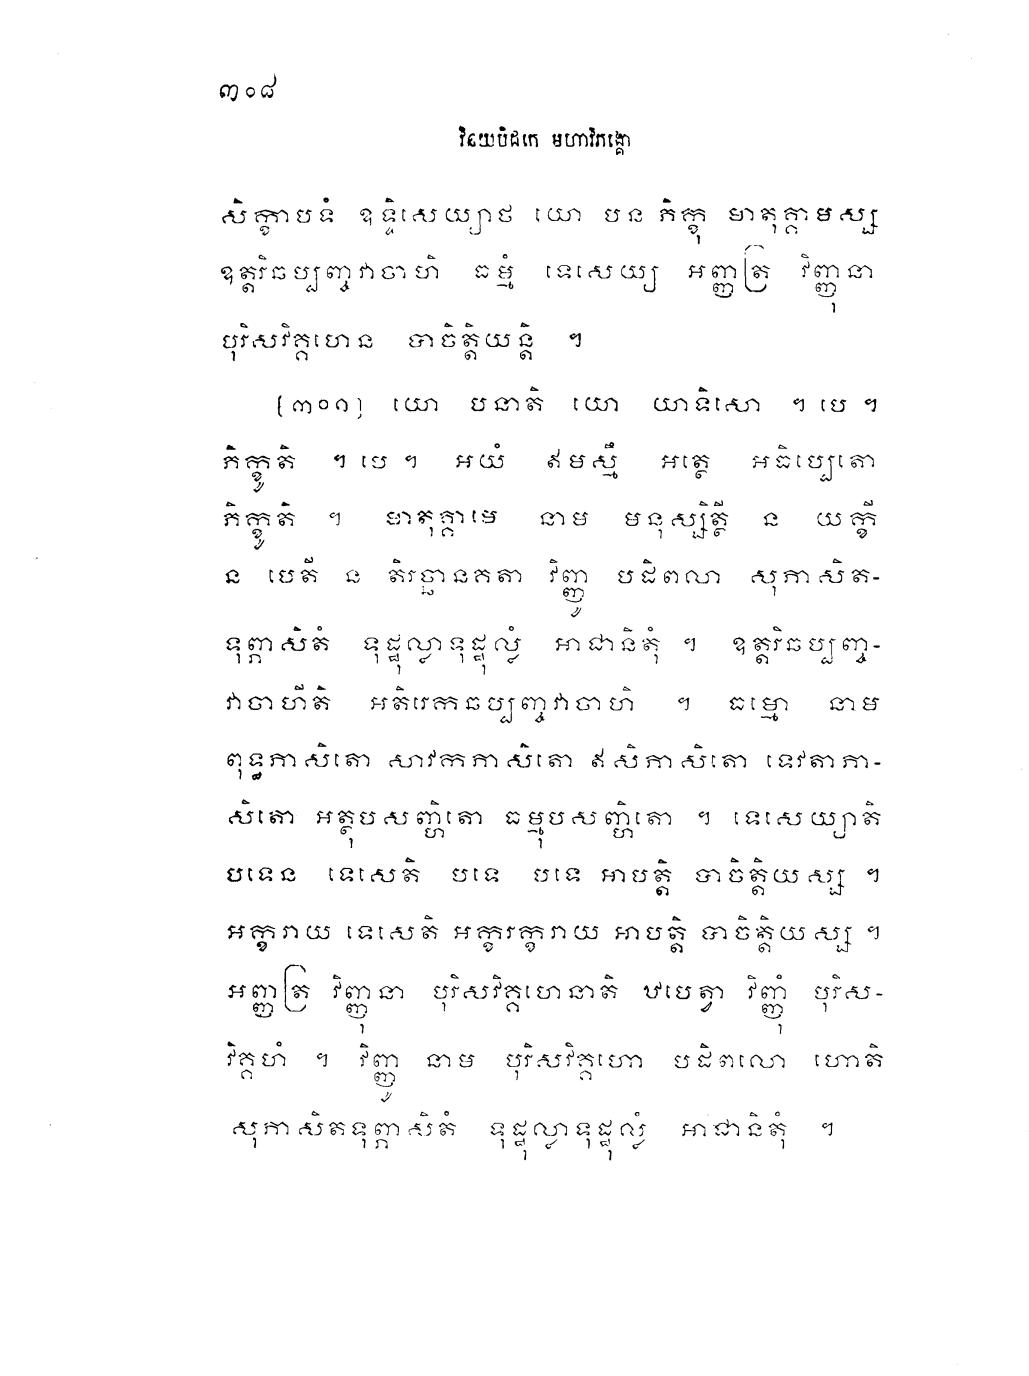 ៣០៨
វិនយបិដកេ មហាវិភង្គោ
សិក្ខាបទំ ឧទ្ទិសេយ្យាថ យោ បន ភិក្ខុ មាតុគ្គាមស្ស
ឧត្តរិឆប្បញ្ចវាចាហិ ធម្មំ ទេសេយ្យ អញ្ញត្រ វិញ្ញុនា
បុរិសវិគ្គហេន បាចិត្តិយន្តិ ។
(៣០១) យោ បនាតិ យោ យាទិសោ ។ បេ ។
ភិក្ខូតិ ។ បេ ។ អយំ ឥមស្មឹ អត្ថេ អធិប្បេតោ
ភិក្ខូតិ ។ មាតុគ្គាមេ នាម មនុស្សិត្ថី ន យក្ខី
ន បេតី ន តិរច្ឆានគតា វិញ្ញូ បដិពលា សុភាសិត-
ទុព្ភាសិតំ ទុដ្ឋុល្លាទុដ្ឋុល្លំ អាជានិតុំ ។ ឧត្តរិឆប្បញ្ច-
វាចាហីតិ អតិរេកឆប្បញ្ចវាចាហិ ។ ធម្មោ នាម
ពុទ្ធភាសិតោ សាវកភាសិតោ ឥសិភាសិតោ ទេវតាភា-
សិតោ អត្ថុបសញ្ហិតោ ធម្មុបសញ្ហិតោ ។ ទេសេយ្យាតិ
បទេន ទេសេតិ បទេ បទេ អាបត្តិ បាចិត្តិយស្ស ។
អក្ខរាយ ទេសេតិ អក្ខរក្ខរាយ អាបត្តិ បាចិត្តិយស្ស ។
អញ្ញត្រ វិញ្ញុនា បុរិសវិគ្គហេនាតិ ឋបេត្វា វិញ្ញុំ បុរិស-
វិគ្គហំ ។ វិញ្ញូ នាម បុរិសវិគ្គហោ បដិពលោ ហោតិ
សុភាសិតទុព្ភាសិតំ ទុដ្ឋុល្លាទុដ្ឋុល្លំ អាជានិតុំ ។